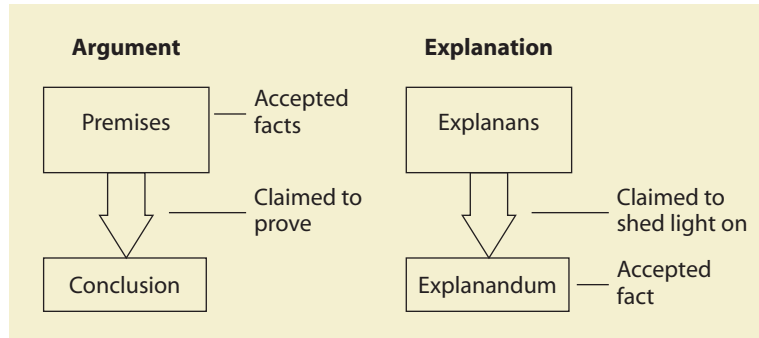 Argument
Premises
Accepted
facts
Claimed to
prove
Conclusion
Explanation
Explanans
Claimed to
shed light on
Explanandum
Accepted
fact